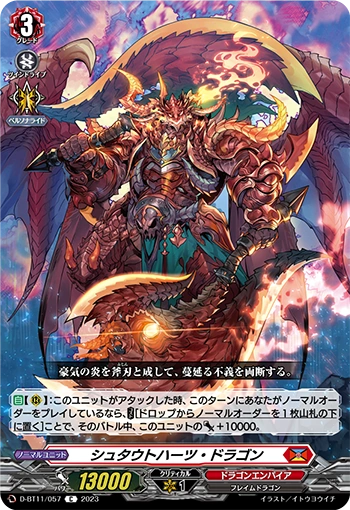 3
グレード
ツインドライブ
ペルソナライド
豪気の炎を斧刃と成して、蔓延る不義を両断する。
【自】【R】:このユニットがアタックした時、このターンにあなたがノーマルオー
ダーをプレイしているなら、[ドロップからノーマルオーダーを1枚山札の下
に置く]ことで、そのバトル中、このユニットの+10000。
ノーマルユニット
シュタウトハーツ・ドラゴン
パワー 13000
クリティカル
1
ドラゴンエンパイア
フレイムドラゴン
D-BT11/057 C 2023
イラスト/イトウヨウイチ